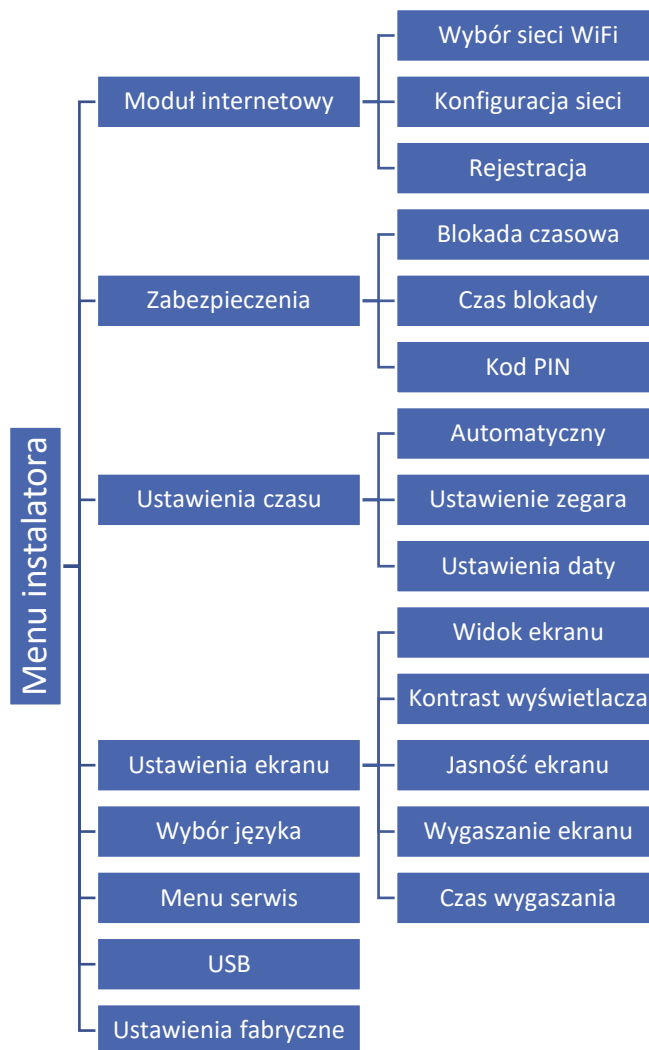 Menu instalatora
Moduł internetowy
Wybór sieci WiFi
Konfiguracja sieci
Rejestracja
Zabezpieczenia
Blokada czasowa
Czas blokady
Kod PIN
Ustawienia czasu
Automatyczny
Ustawienie zegara
Ustawienia daty
Ustawienia ekranu
Widok ekranu
Kontrast wyświetlacza
Jasność ekranu
Wygaszanie ekranu
Czas wygaszania
Wybór języka
Menu serwis
USB
Ustawienia fabryczne